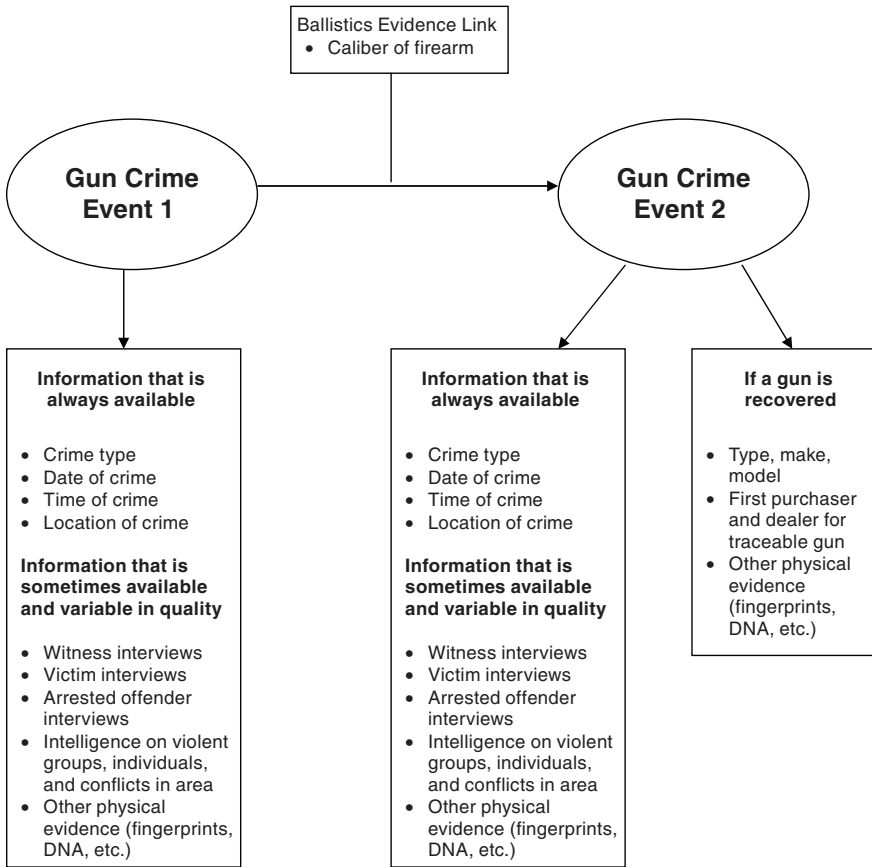 Ballistics Evidence Link
• Caliber of firearm
Gun Crime
Event 1
Gun Crime
Event 2
Information that is
always available
• Crime type
• Date of crime
• Time of crime
• Location of crime
Information that is
sometimes available
and variable in quality
• Witness interviews
• Victim interviews
• Arrested offender
interviews
• Intelligence on violent
groups, individuals,
and conflicts in area
• Other physical
evidence (fingerprints,
DNA, etc.)
Information that is
always available
• Crime type
• Date of crime
• Time of crime
• Location of crime
Information that is
sometimes available
and variable in quality
• Witness interviews
• Victim interviews
• Arrested offender
interviews
• Intelligence on violent
groups, individuals,
and conflicts in area
• Other physical
evidence (fingerprints,
DNA, etc.)
If a gun is
recovered
• Type, make,
model
• First purchaser
and dealer for
traceable gun
• Other physical
evidence
(fingerprints,
DNA, etc.)